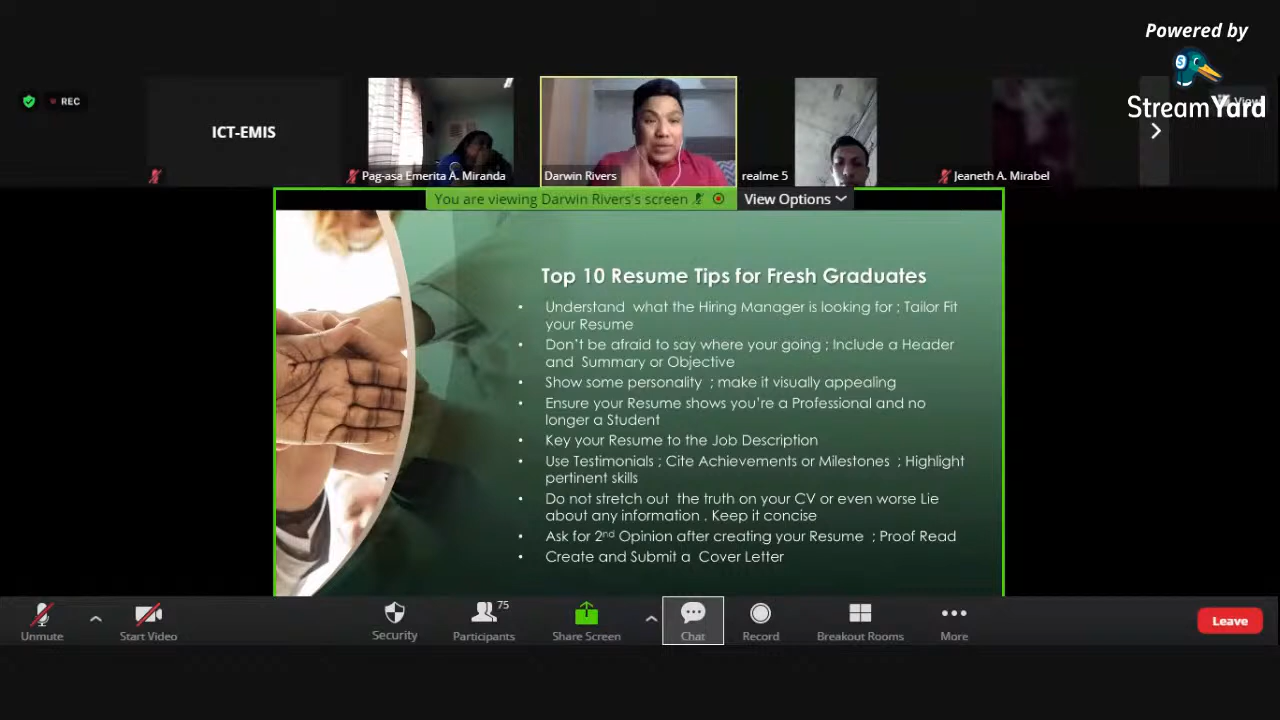 Powered by
StreamYard
View
REC
ICT-EMIS
Pag-asa Emerita A. Miranda
Darwin Rivers
realme 5
Jeaneth A. Mirabel
You are viewing Darwin Rivers's screen
View Options
Top 10 Resume Tips for Fresh Graduates
• Understand what the Hiring Manager is looking for ; Tailor Fit
your Resume
• Don't be afraid to say where your going ; Include a Header
and Summary or Objective
• Show some personality ; make it visually appealing
• Ensure your Resume shows you're a Professional and no
longer a Student
• Key your Resume to the Job Description
• Use Testimonials ; Cite Achievements or Milestones ; Highlight
pertinent skills
• Do not stretch out the truth on your CV or even worse Lie
about any information . Keep it concise
• Ask for 2nd Opinion after creating your Resume ; Proof Read
• Create and Submit a Cover Letter
Unmute
Start Video
Security
75
Participants
Share Screen
Chat
Record
Breakout Rooms
More
Leave